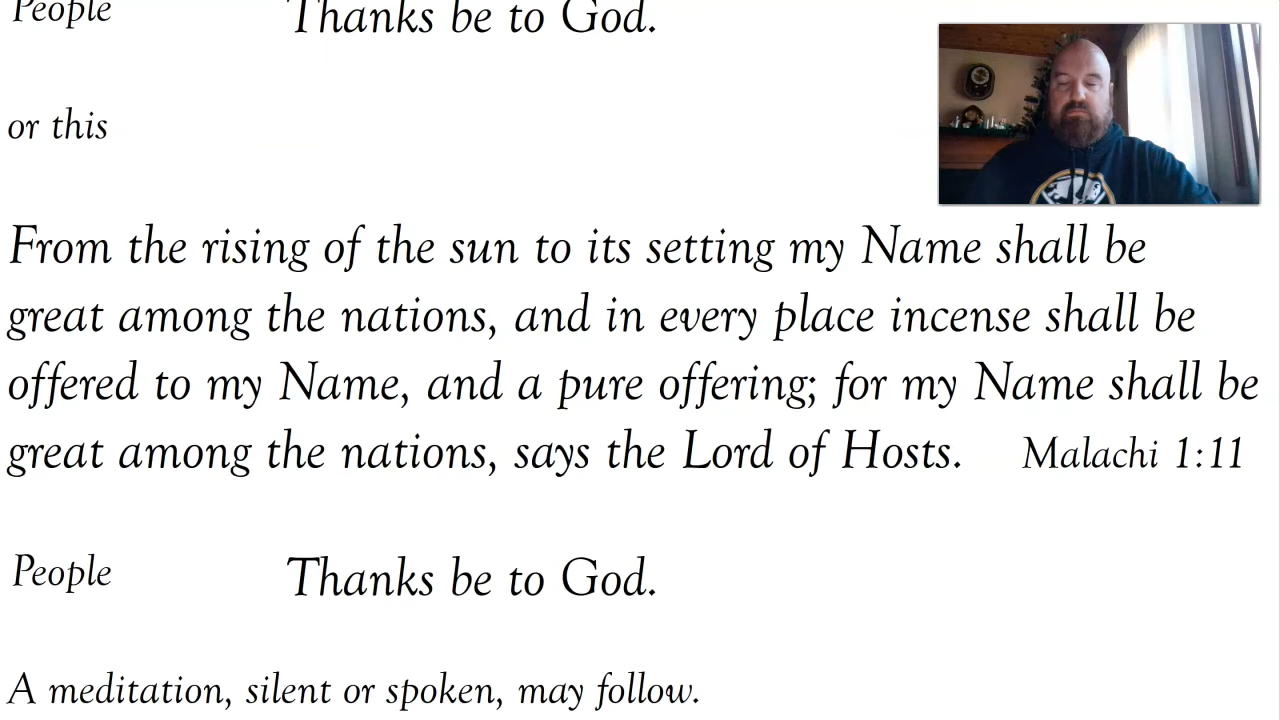 People Thanks be to God.
or this
From the rising of the sun to its setting my Name shall be
great among the nations, and in every place incense shall be
offered to my Name, and a pure offering; for my Name shall be
great among the nations, says the Lord of Hosts. Malachi 1:11
People Thanks be to God.
A meditation, silent or spoken, may follow.